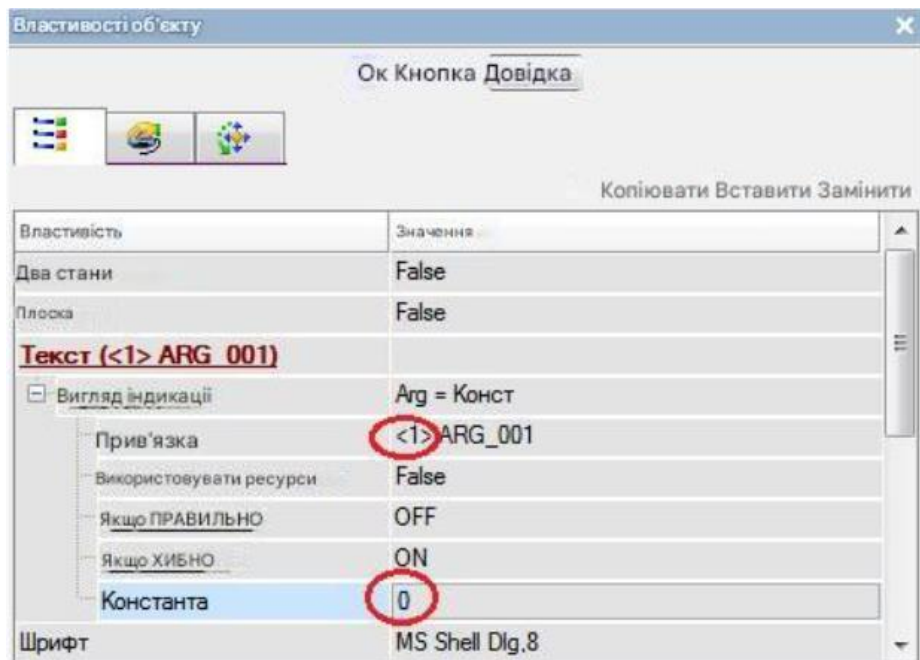 Властивості об'єкту
Ок Кнопка Довідка
Копіювати Вставити Замінити
Властивість Значення
Два стани False
Плоска False
Текст (<1> ARG_001)
Вигляд індикації Arg = Конст
Прив'язка <1> ARG_001
Використовувати ресурси False
Якщо ПРАВИЛЬНО OFF
Якщо ХИБНО ON
Константа 0
Шрифт MS Shell Dlg,8